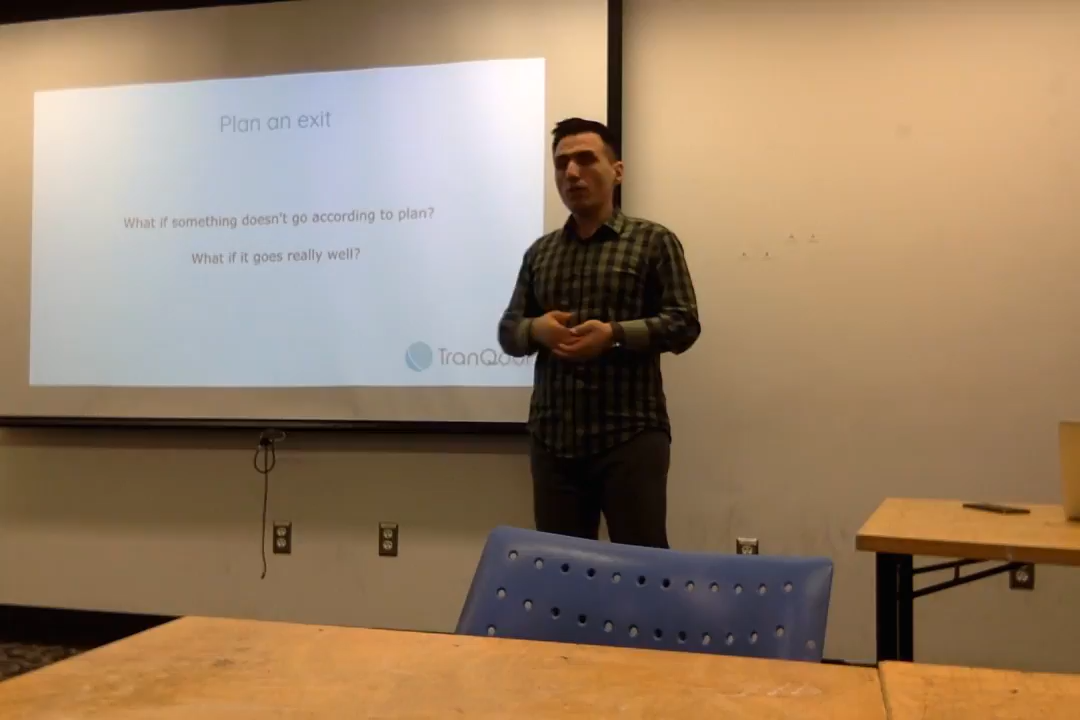 Plan an exit
What if something doesn't go according to plan?
What if it goes really well?